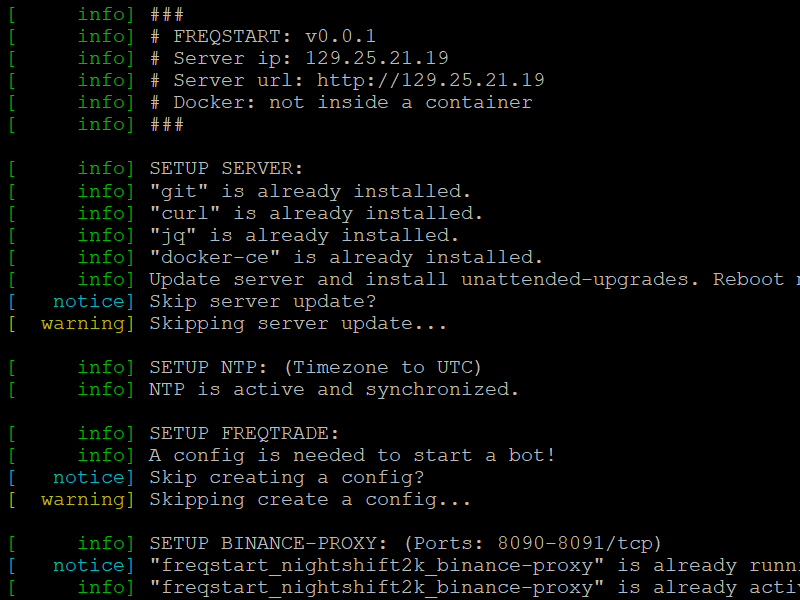 [     info] ###
[     info] # FREQSTART: v0.0.1
[     info] # Server ip: 129.25.21.19
[     info] # Server url: http://129.25.21.19
[     info] # Docker: not inside a container
[     info] ###
[     info] SETUP SERVER:
[     info] "git" is already installed.
[     info] "curl" is already installed.
[     info] "jq" is already installed.
[     info] "docker-ce" is already installed.
[     info] Update server and install unattended-upgrades. Reboot
[   notice] Skip server update?
[  warning] Skipping server update...
[     info] SETUP NTP: (Timezone to UTC)
[     info] NTP is active and synchronized.
[     info] SETUP FREQTRADE:
[     info] A config is needed to start a bot!
[   notice] Skip creating a config?
[  warning] Skipping create a config...
[     info] SETUP BINANCE-PROXY: (Ports: 8090-8091/tcp)
[   notice] "freqstart_nightshift2k_binance-proxy" is already runn
[     info] "freqstart_nightshift2k_binance-proxy" is already acti